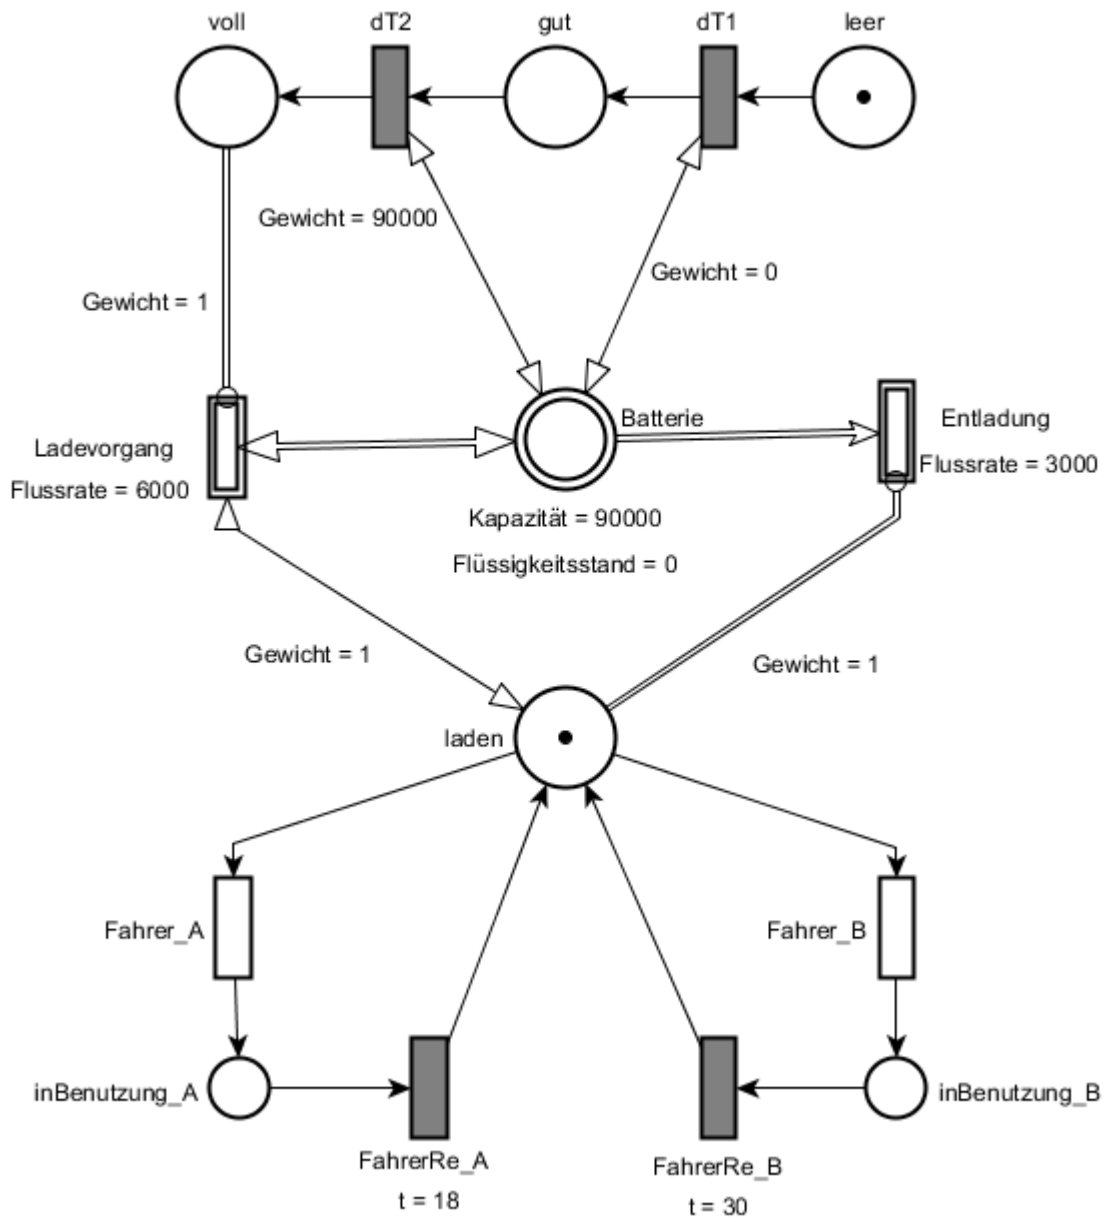 voll
dT2
gut
dT1
leer
Gewicht = 90000
Gewicht = 0
Gewicht = 1
Batterie
Entladung
Ladevorgang
Flussrate = 3000
Flussrate = 6000
Kapazität = 90000
Flüssigkeitsstand = 0
Gewicht = 1
Gewicht = 1
laden
Fahrer_A
Fahrer_B
inBenutzung_A
inBenutzung_B
FahrerRe_A
FahrerRe_B
t = 18
t = 30